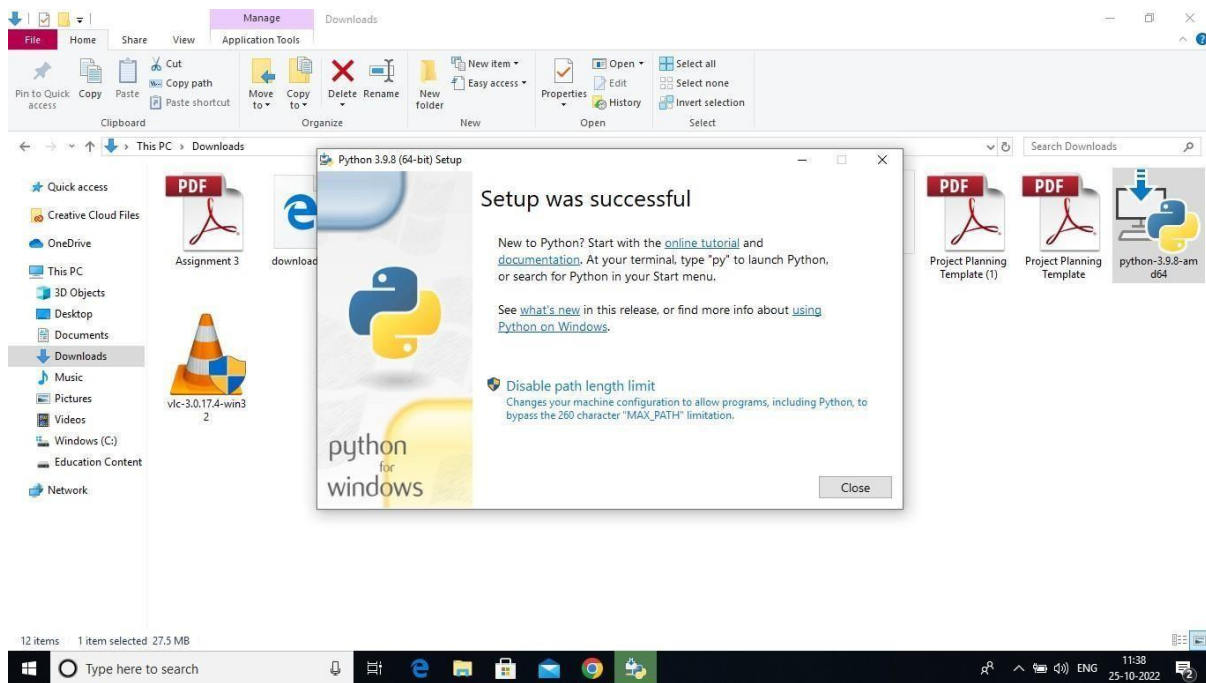 Manage
Downloads
File
Home
Share
View
Application Tools
Pin to Quick
access
Copy
Paste
Cut
Copy path
Paste shortcut
Clipboard
Move
to
Copy
to
Delete
Rename
Organize
New
folder
New item
Easy access
New
Properties
Open
Edit
History
Open
Select all
Select none
Invert selection
Select
This PC
Downloads
Search Downloads
Quick access
Creative Cloud Files
OneDrive
This PC
3D Objects
Desktop
Documents
Downloads
Music
Pictures
Videos
Windows (C:)
Education Content
Network
PDF
Assignment 3
download
vlc-3.0.17.4-win3
2
Python 3.9.8 (64-bit) Setup
Setup was successful
New to Python? Start with the online tutorial and
documentation. At your terminal, type "py" to launch Python,
or search for Python in your Start menu.
See what's new in this release, or find more info about using
Python on Windows.
Disable path length limit
Changes your machine configuration to allow programs, including Python, to
bypass the 260 character "MAX_PATH" limitation.
python
for
windows
Close
PDF
Project Planning
Template (1)
PDF
Project Planning
Template
python-3.9.8-am
d64
12 items
1 item selected 27.5 MB
Type here to search
ENG
11:38
25-10-2022
2